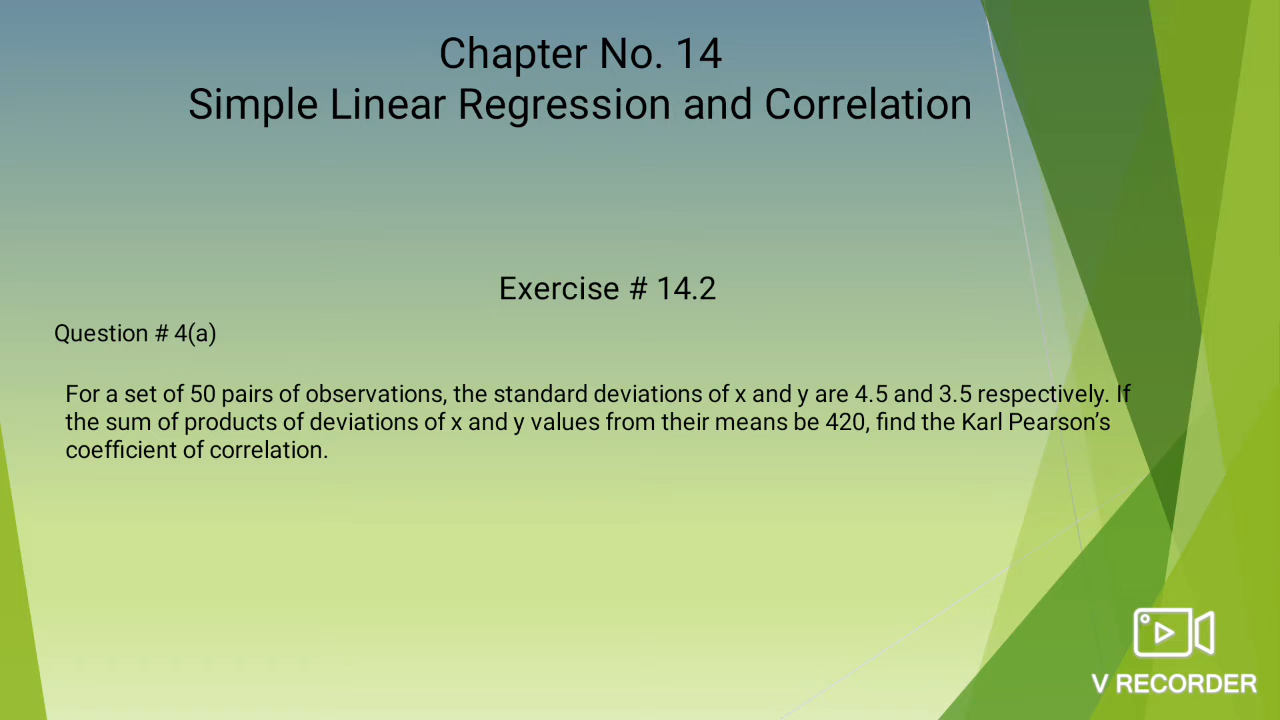 Chapter No. 14
Simple Linear Regression and Correlation
Exercise # 14.2
Question # 4(a)
For a set of 50 pairs of observations, the standard deviations of x and y are 4.5 and 3.5 respectively. If
the sum of products of deviations of x and y values from their means be 420, find the Karl Pearson’s
coefficient of correlation.
V RECORDER